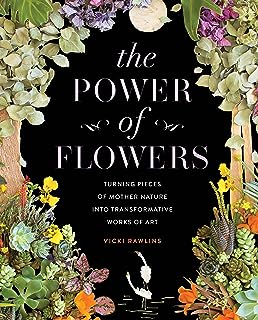 the
POWER
of
FLOWERS
TURNING PIECES
OF MOTHER NATURE
INTO TRANSFORMATIVE
WORKS OF ART
VICKI RAWLINS